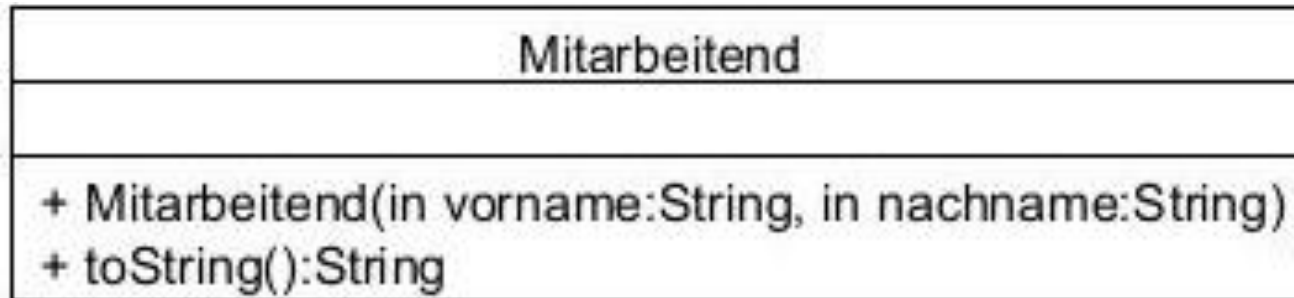 Mitarbeitend
+ Mitarbeitend(in vorname:String, in nachname:String)
+ toString():String